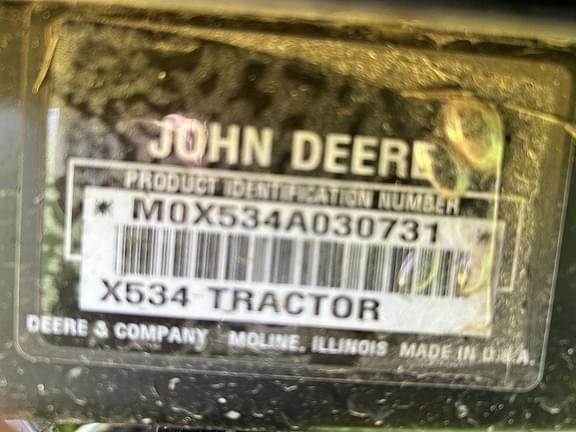 JOHN DEERE
PRODUCT IDENTIFICATION NUMBER
* M0X534A030731 *
X534 TRACTOR
DEERE & COMPANY MOLINE, ILLINOIS MADE IN U.S.A.